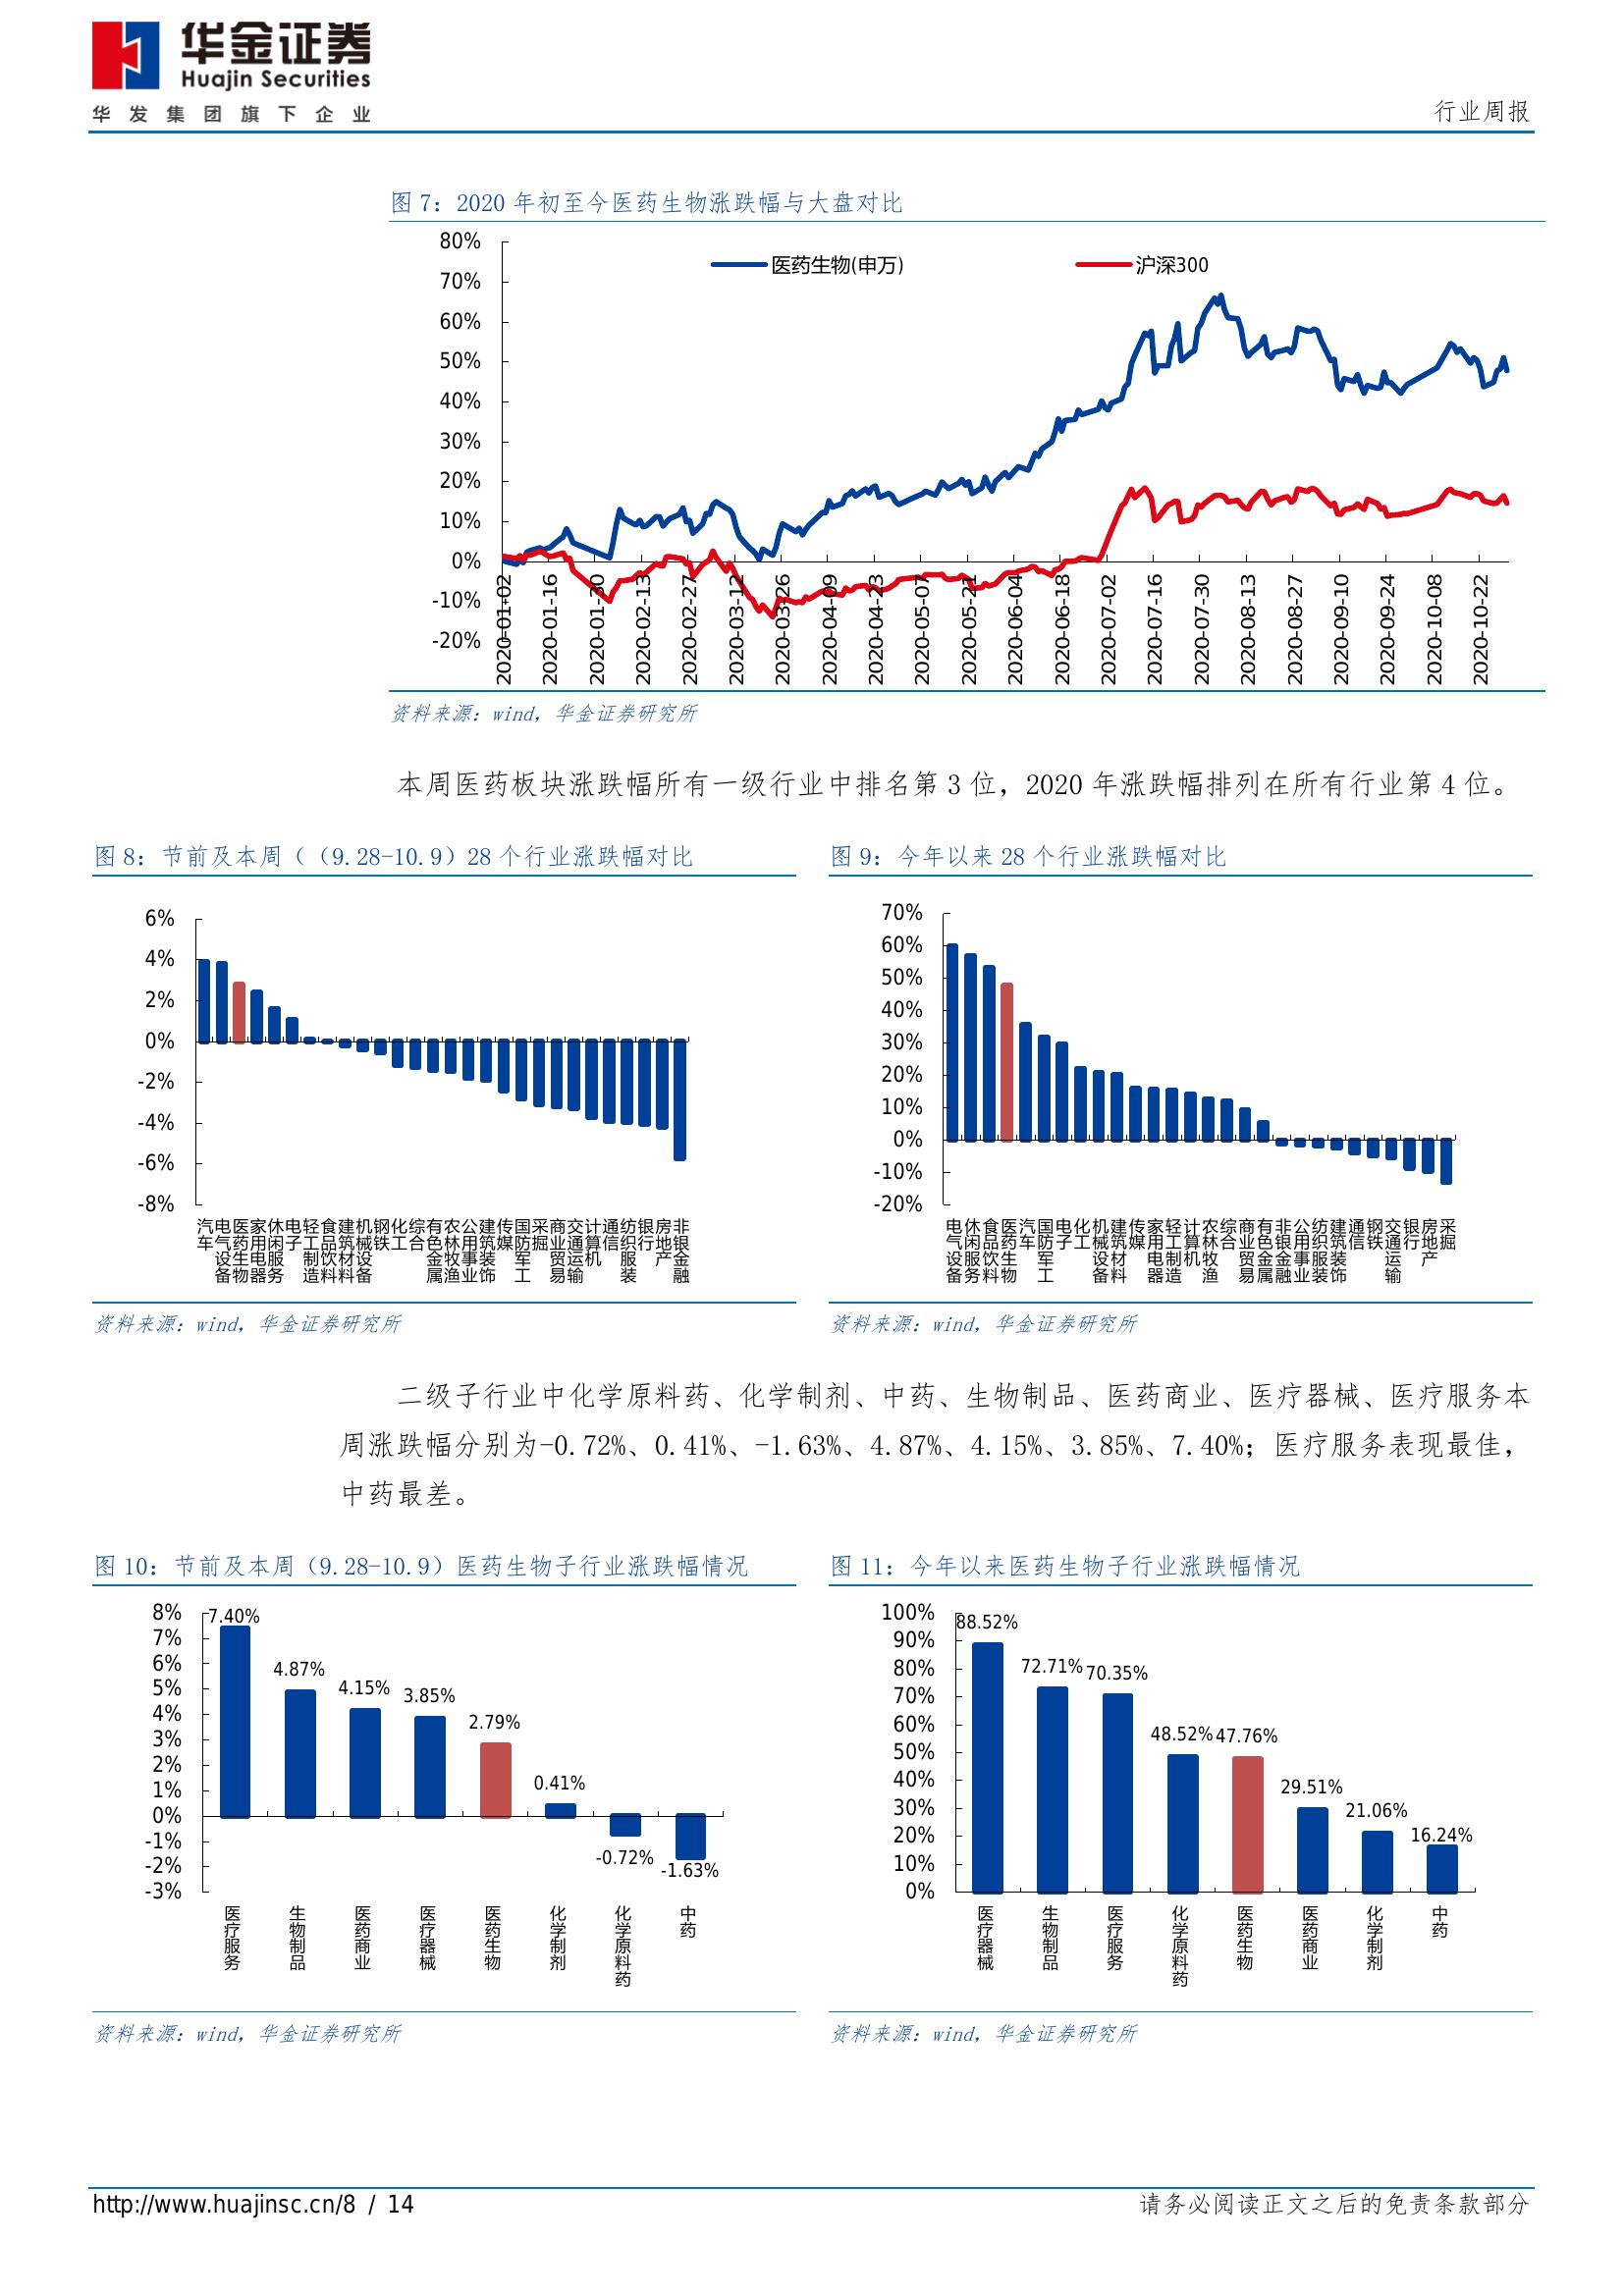 华金证券
Huajin Securities
华发集团旗下企业
行业周报
图 7：2020 年初至今医药生物涨跌幅与大盘对比
医药生物(申万) 沪深300
80%
70%
60%
50%
40%
30%
20%
10%
0%
-10%
-20%
2020-01-02 2020-01-16 2020-01-30 2020-02-13 2020-02-27 2020-03-12 2020-03-26 2020-04-09 2020-04-23 2020-05-07 2020-05-21 2020-06-04 2020-06-18 2020-07-02 2020-07-16 2020-07-30 2020-08-13 2020-08-27 2020-09-10 2020-09-24 2020-10-08 2020-10-22
资料来源：wind，华金证券研究所
本周医药板块涨跌幅所有一级行业中排名第 3 位，2020 年涨跌幅排列在所有行业第 4 位。
图 8：节前及本周（（9.28-10.9）28 个行业涨跌幅对比
6%
4%
2%
0%
-2%
-4%
-6%
-8%
汽车 电气设备 医药生物 家用电器 休闲服务 电子 轻工制造 食品饮料 建筑材料 机械设备 钢铁 化工 综合 有色金属 农林牧渔 公用事业 建筑装饰 传媒 国防军工 采掘 商业贸易 交通运输 计算机 通信 纺织服装 银行 房地产 非银金融
资料来源：wind，华金证券研究所
图 9：今年以来 28 个行业涨跌幅对比
70%
60%
50%
40%
30%
20%
10%
0%
-10%
-20%
电气设备 休闲服务 食品饮料 医药生物 汽车 国防军工 电子 化工 机械设备 建筑材料 传媒 家用电器 轻工制造 计算机 农林牧渔 综合 商业贸易 有色金属 非银金融 公用事业 纺织服装 建筑装饰 通信 钢铁 交通运输 银行 房地产 采掘
资料来源：wind，华金证券研究所
二级子行业中化学原料药、化学制剂、中药、生物制品、医药商业、医疗器械、医疗服务本
周涨跌幅分别为-0.72%、0.41%、-1.63%、4.87%、4.15%、3.85%、7.40%；医疗服务表现最佳，
中药最差。
图 10：节前及本周（9.28-10.9）医药生物子行业涨跌幅情况
8%
7%
6%
5%
4%
3%
2%
1%
0%
-1%
-2%
-3%
7.40% 4.87% 4.15% 3.85% 2.79% 0.41% -0.72% -1.63%
医疗服务 生物制品 医药商业 医疗器械 医药生物 化学制剂 化学原料药 中药
资料来源：wind，华金证券研究所
图 11：今年以来医药生物子行业涨跌幅情况
100%
90%
80%
70%
60%
50%
40%
30%
20%
10%
0%
88.52% 72.71% 70.35% 48.52% 47.76% 29.51% 21.06% 16.24%
医疗器械 生物制品 医疗服务 化学原料药 医药生物 医药商业 化学制剂 中药
资料来源：wind，华金证券研究所
http://www.huajinsc.cn/8 / 14
请务必阅读正文之后的免责条款部分